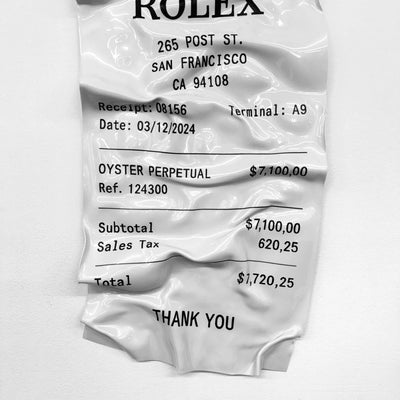 ROLEX
265 POST ST.
SAN FRANCISCO
CA 94108
Receipt: 08156 Terminal: A9
Date: 03/12/2024
OYSTER PERPETUAL $7,100,00
Ref. 124300
Subtotal $7,100,00
Sales Tax 620,25
Total $1,720,25
THANK YOU